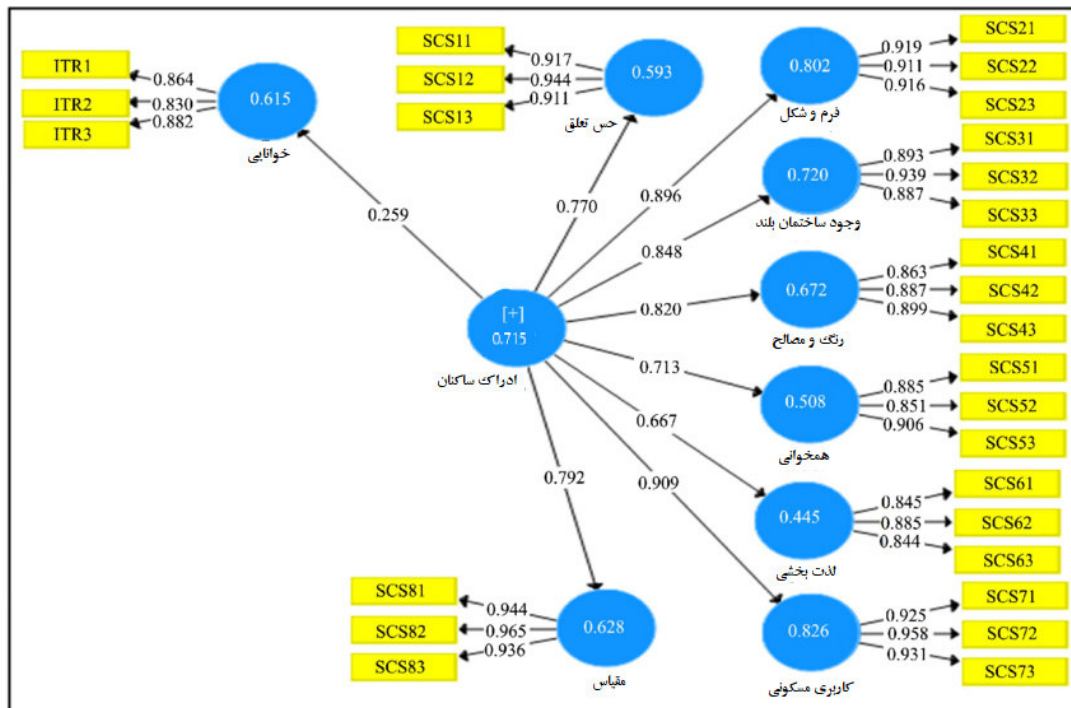 ITR1
ITR2
ITR3
0.864
0.830
0.882
0.615
خوانایی
SCS11
SCS12
SCS13
0.917
0.944
0.911
0.593
حس تعلق
0.802
فرم و شکل
0.919
0.911
0.916
SCS21
SCS22
SCS23
0.720
وجود ساختمان بلند
0.893
0.939
0.887
SCS31
SCS32
SCS33
0.259
0.770
0.896
0.848
0.820
0.713
0.667
0.909
0.792
[+]
0.715
ادراک ساکنان
0.672
رنگ و مصالح
0.863
0.887
0.899
SCS41
SCS42
SCS43
0.508
همخوانی
0.885
0.851
0.906
SCS51
SCS52
SCS53
0.445
لذت بخشی
0.845
0.885
0.844
SCS61
SCS62
SCS63
0.826
کاربری مسکونی
0.925
0.958
0.931
SCS71
SCS72
SCS73
SCS81
SCS82
SCS83
0.944
0.965
0.936
0.628
مقیاس